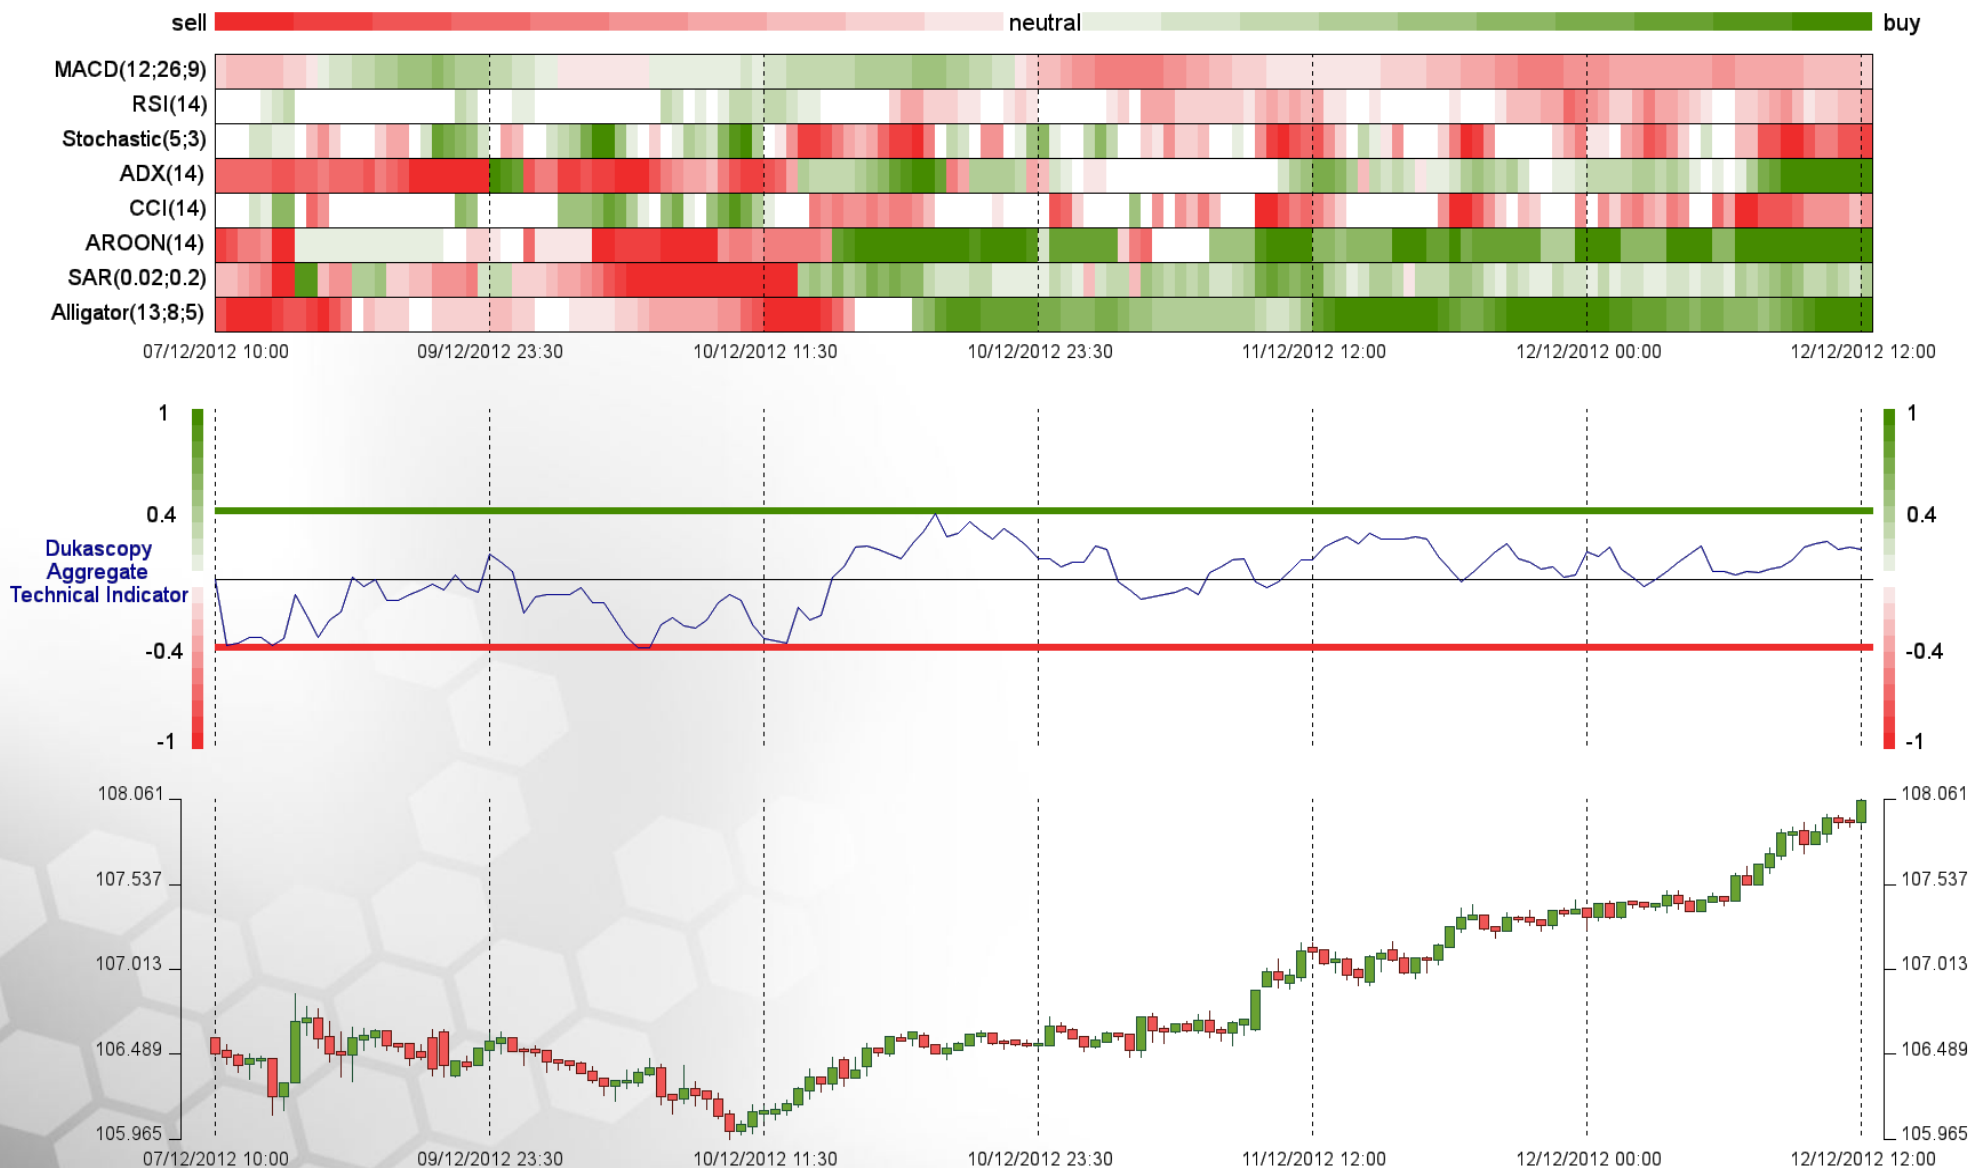 sell neutral buy
MACD(12;26;9)
RSI(14)
Stochastic(5;3)
ADX(14)
CCI(14)
AROON(14)
SAR(0.02;0.2)
Alligator(13;8;5)
07/12/2012 10:00 09/12/2012 23:30 10/12/2012 11:30 10/12/2012 23:30 11/12/2012 12:00 12/12/2012 00:00 12/12/2012 12:00
1 1
0.4 0.4
Dukascopy
Aggregate
Technical Indicator
-0.4 -0.4
-1 -1
108.061 108.061
107.537 107.537
107.013 107.013
106.489 106.489
105.965 105.965
07/12/2012 10:00 09/12/2012 23:30 10/12/2012 11:30 10/12/2012 23:30 11/12/2012 12:00 12/12/2012 00:00 12/12/2012 12:00